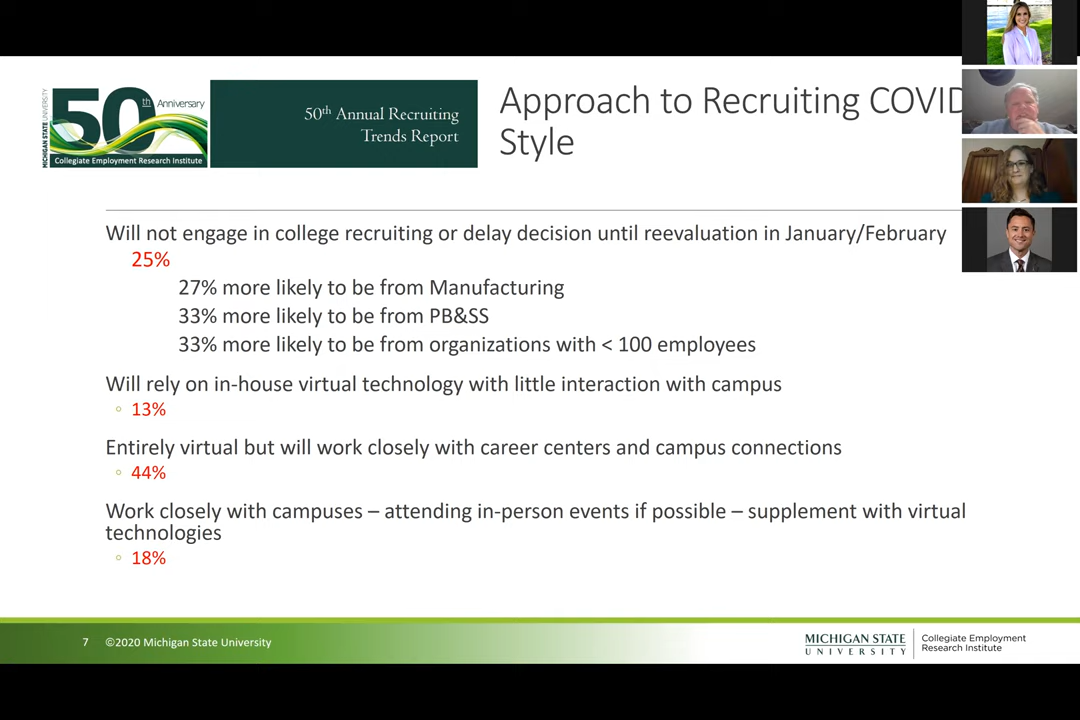 MICHIGAN STATE UNIVERSITY
50th Anniversary
Collegiate Employment Research Institute
50th Annual Recruiting
Trends Report
Approach to Recruiting COVID
Style
Will not engage in college recruiting or delay decision until reevaluation in January/February
25%
27% more likely to be from Manufacturing
33% more likely to be from PB&SS
33% more likely to be from organizations with < 100 employees
Will rely on in-house virtual technology with little interaction with campus
◦ 13%
Entirely virtual but will work closely with career centers and campus connections
◦ 44%
Work closely with campuses – attending in-person events if possible – supplement with virtual
technologies
◦ 18%
7 ©2020 Michigan State University
MICHIGAN STATE
UNIVERSITY
Collegiate Employment
Research Institute